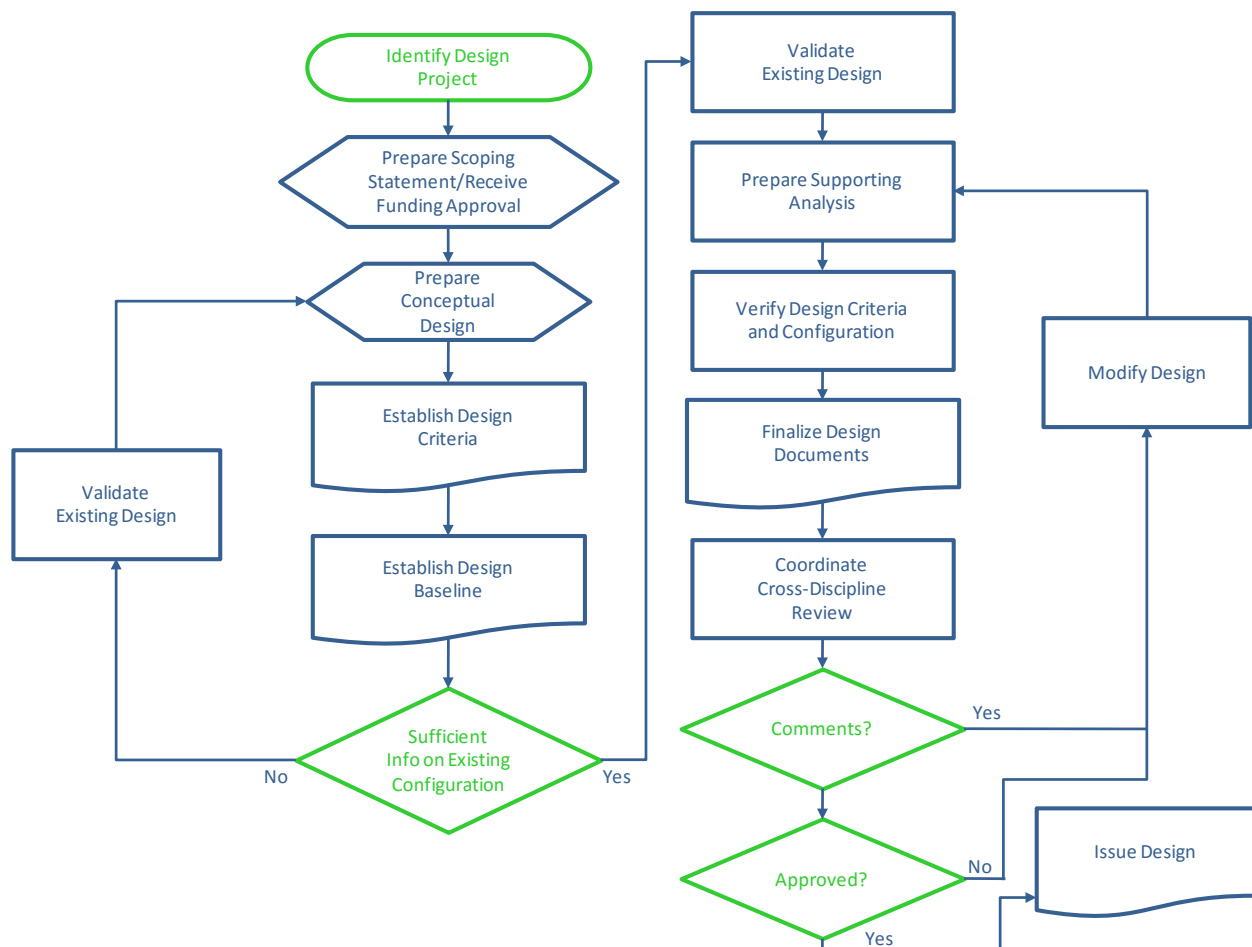 Identify Design
Project
Prepare Scoping
Statement/Receive
Funding Approval
Prepare
Conceptual
Design
Establish Design
Criteria
Validate
Existing Design
Establish Design
Baseline
Sufficient
Info on Existing
Configuration
No
Yes
Validate
Existing Design
Prepare Supporting
Analysis
Verify Design Criteria
and Configuration
Modify Design
Finalize Design
Documents
Coordinate
Cross-Discipline
Review
Comments?
Yes
Approved?
No
Yes
Issue Design